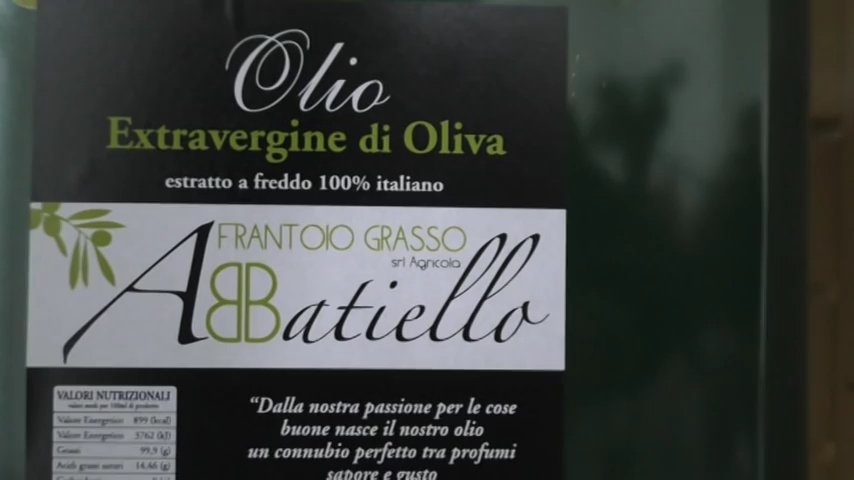 Olio
Extravergine di Oliva
estratto a freddo 100% italiano
FRANTOIO GRASSO
srl Agricola
ABBatiello
VALORI NUTRIZIONALI
valori medi per 100ml di prodotto
Valore Energetico 899 (kcal)
Valore Energetico 3762 (kJ)
Grassi 99,9 (g)
Acidi grassi saturi 14,46 (g)
"Dalla nostra passione per le cose
buone nasce il nostro olio
un connubio perfetto tra profumi
sapore e gusto